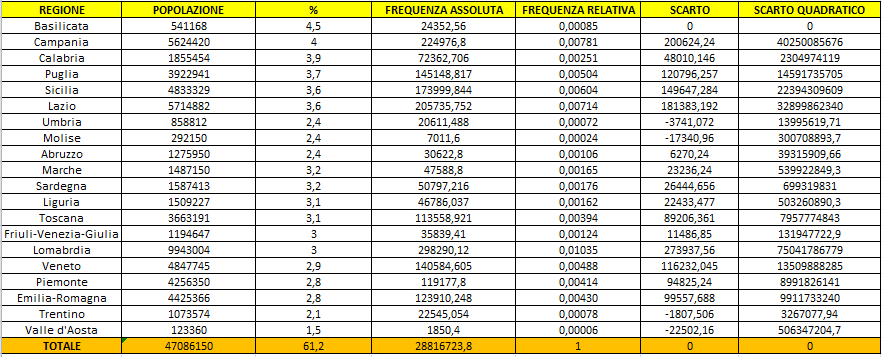 REGIONE POPOLAZIONE % FREQUENZA ASSOLUTA FREQUENZA RELATIVA SCARTO SCARTO QUADRATICO
Basilicata 541168 4,5 24352,56 0,00085 0 0
Campania 5624420 4 224976,8 0,00781 200624,24 40250085676
Calabria 1855454 3,9 72362,706 0,00251 48010,146 2304974119
Puglia 3922941 3,7 145148,817 0,00504 120796,257 14591735705
Sicilia 4833329 3,6 173999,844 0,00604 149647,284 22394309609
Lazio 5714882 3,6 205735,752 0,00714 181383,192 32899862340
Umbria 858812 2,4 20611,488 0,00072 -3741,072 13995619,71
Molise 292150 2,4 7011,6 0,00024 -17340,96 300708893,7
Abruzzo 1275950 2,4 30622,8 0,00106 6270,24 39315909,66
Marche 1487150 3,2 47588,8 0,00165 23236,24 539922849,3
Sardegna 1587413 3,2 50797,216 0,00176 26444,656 699319831
Liguria 1509227 3,1 46786,037 0,00162 22433,477 503260890,3
Toscana 3663191 3,1 113558,921 0,00394 89206,361 7957774843
Friuli-Venezia-Giulia 1194647 3 35839,41 0,00124 11486,85 131947722,9
Lomabrdia 9943004 3 298290,12 0,01035 273937,56 75041786779
Veneto 4847745 2,9 140584,605 0,00488 116232,045 13509888285
Piemonte 4256350 2,8 119177,8 0,00414 94825,24 8991826141
Emilia-Romagna 4425366 2,8 123910,248 0,00430 99557,688 9911733240
Trentino 1073574 2,1 22545,054 0,00078 -1807,506 3267077,94
Valle d'Aosta 123360 1,5 1850,4 0,00006 -22502,16 506347204,7
TOTALE 47086150 61,2 28816723,8 1 0 0